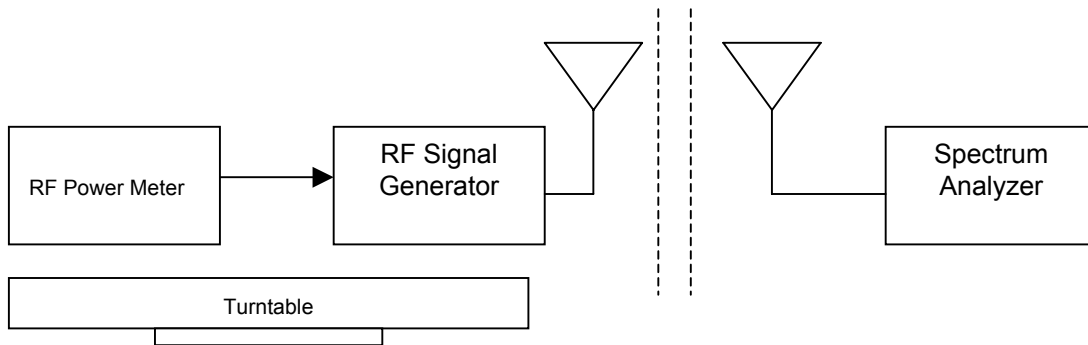 RF Power Meter
RF Signal
Generator
Spectrum
Analyzer
Turntable